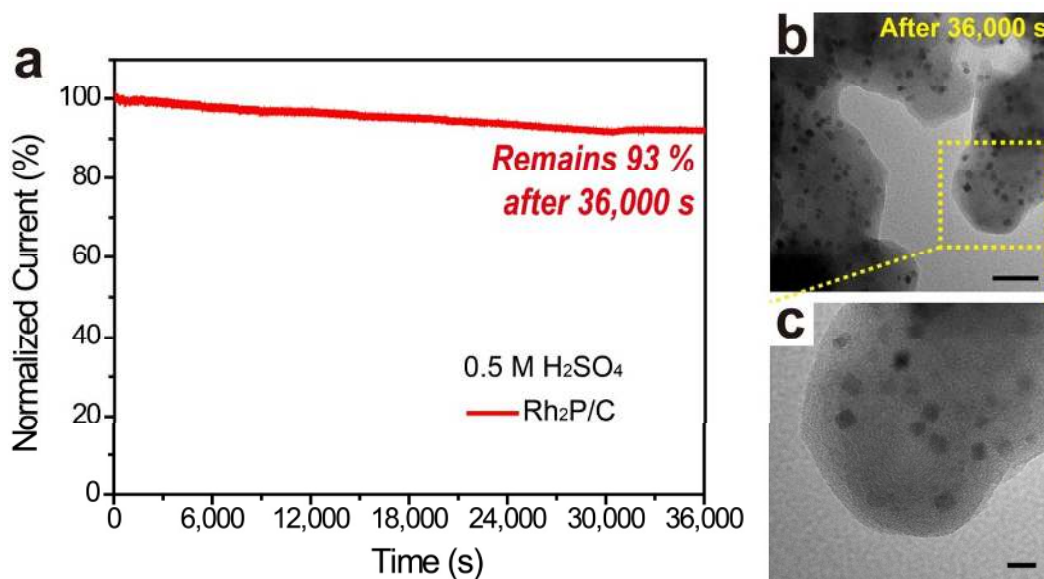 a
Normalized Current (%)
100
80
60
40
20
0
Remains 93 %
after 36,000 s
0.5 M H₂SO₄
Rh₂P/C
0
6,000
12,000
18,000
24,000
30,000
36,000
Time (s)
b
After 36,000 s
c